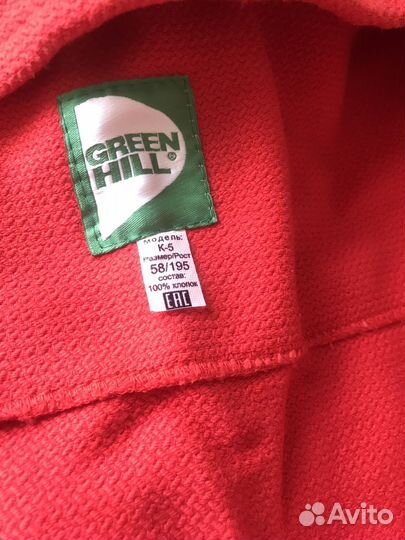 GREEN
HILL®
Модель:
К-5
Размер/Рост
58/195
состав:
100% хлопок
EAC
Avito